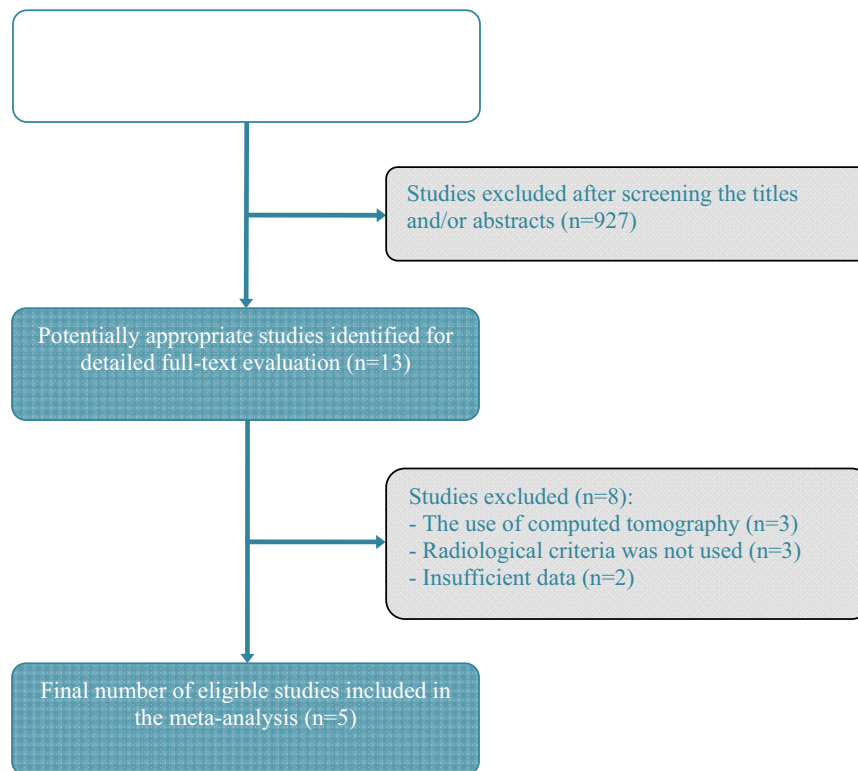 Studies excluded after screening the titles
and/or abstracts (n=927)
Potentially appropriate studies identified for
detailed full-text evaluation (n=13)
Studies excluded (n=8):
- The use of computed tomography (n=3)
- Radiological criteria was not used (n=3)
- Insufficient data (n=2)
Final number of eligible studies included in
the meta-analysis (n=5)